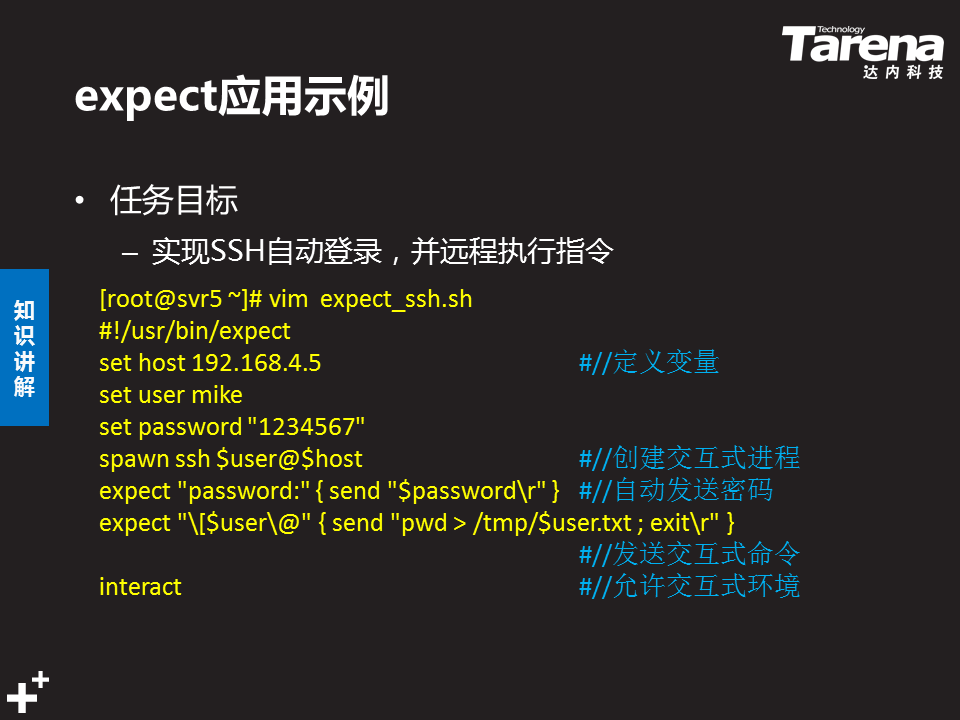 Technology
Tarena
达内科技
expect应用示例
• 任务目标
– 实现SSH自动登录，并远程执行指令
知识讲解
[root@svr5 ~]# vim  expect_ssh.sh
#!/usr/bin/expect
set host 192.168.4.5 #//定义变量
set user mike
set password "1234567"
spawn ssh $user@$host #//创建交互式进程
expect "password:" { send "$password\r" } #//自动发送密码
expect "\[$user\@" { send "pwd > /tmp/$user.txt ; exit\r" }
#//发送交互式命令
interact #//允许交互式环境